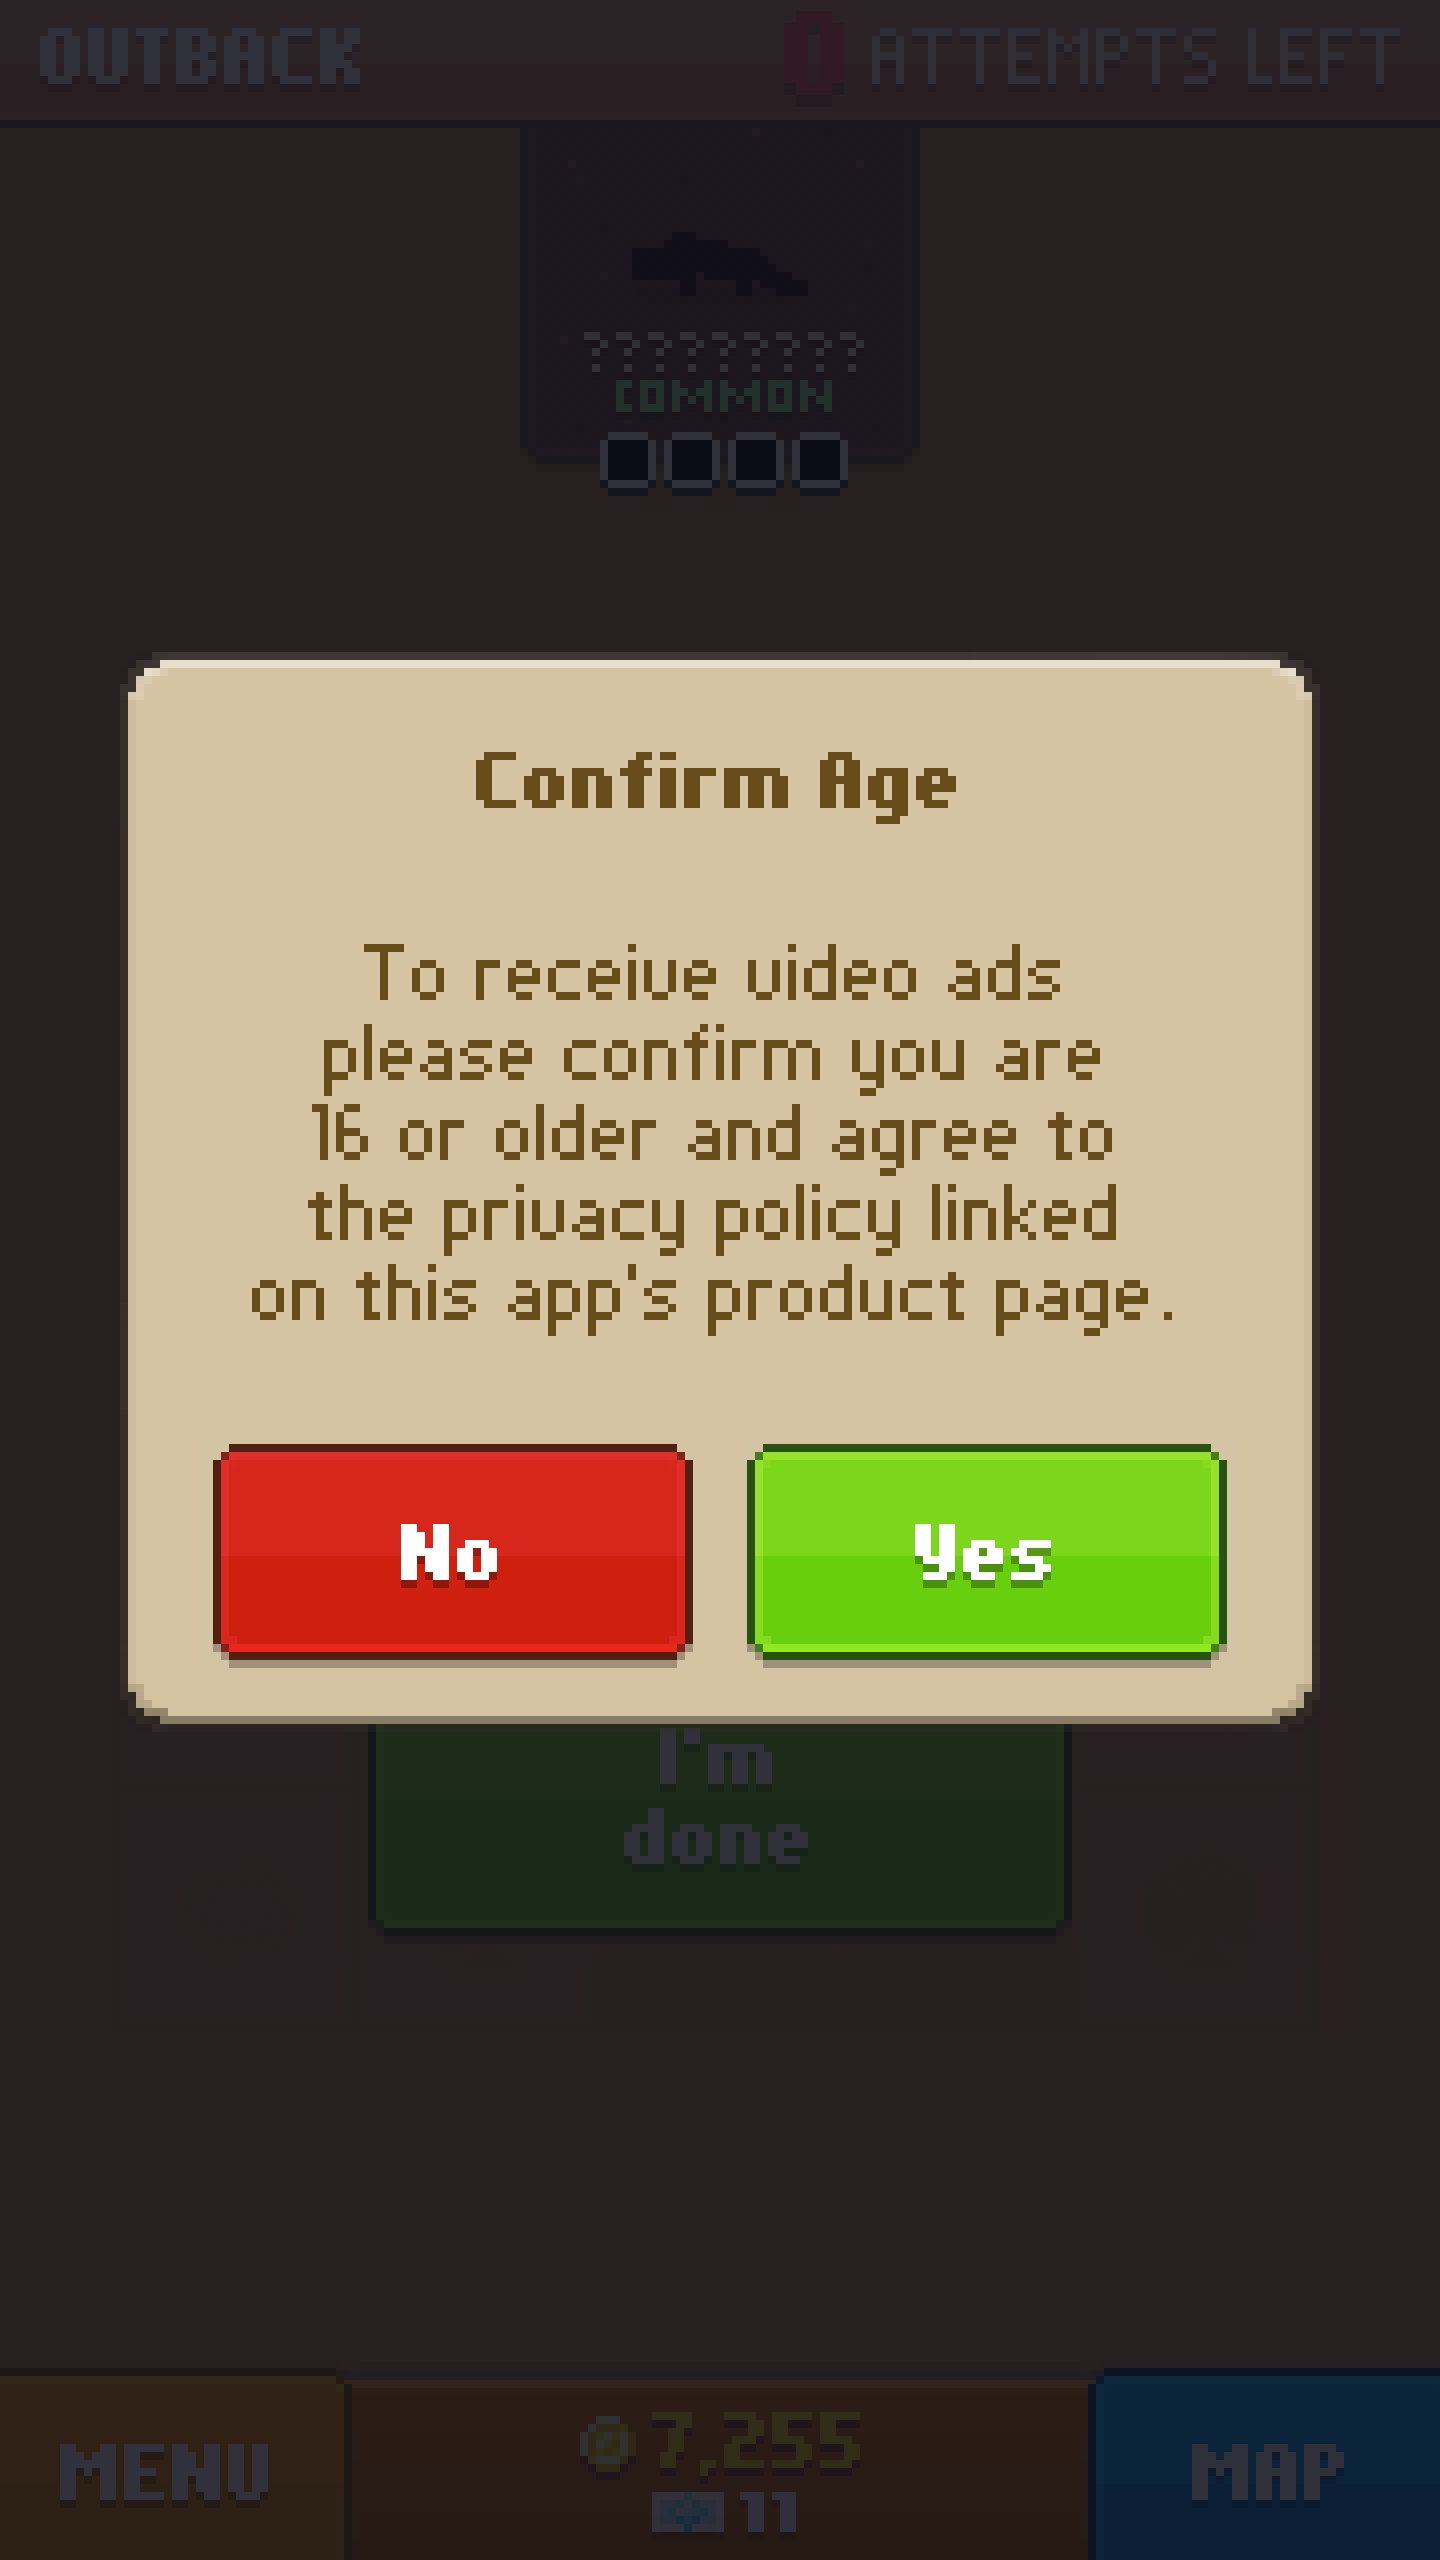 OUTBACK
0 ATTEMPTS LEFT
?????????
COMMON
Confirm Age
To receive video ads
please confirm you are
16 or older and agree to
the privacy policy linked
on this app's product page.
No
Yes
I'm
done
MENU
7,255
11
MAP